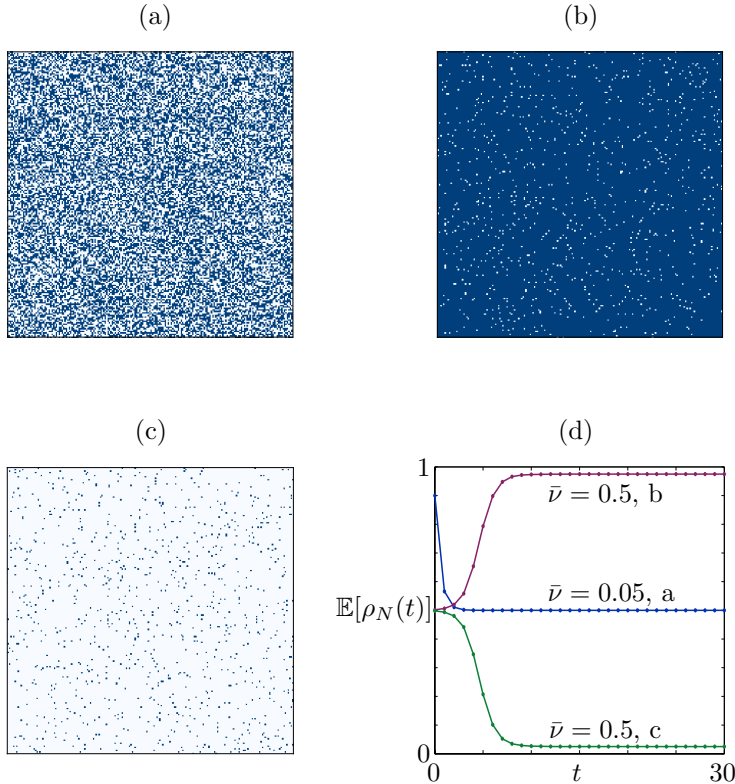 (a)
(b)
(c)
(d)
1
ν̄ = 0.5, b
𝔼[ρ_N(t)]
ν̄ = 0.05, a
ν̄ = 0.5, c
0
0
t
30